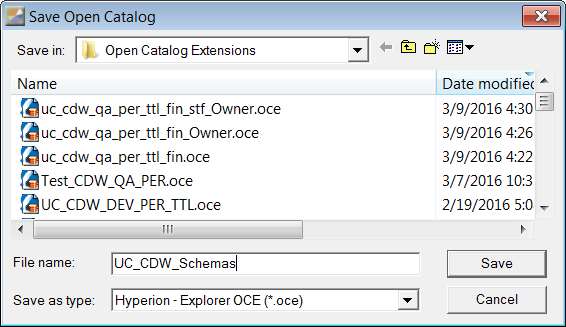 Save Open Catalog
Save in: Open Catalog Extensions
Name Date modified
uc_cdw_qa_per_ttl_fin_stf_Owner.oce 3/9/2016 4:30
uc_cdw_qa_per_ttl_fin_Owner.oce 3/9/2016 4:26
uc_cdw_qa_per_ttl_fin.oce 3/9/2016 4:22
Test_CDW_QA_PER.oce 3/7/2016 10:3
UC_CDW_DEV_PER_TTL.oce 2/19/2016 5:0
File name: UC_CDW_Schemas Save
Save as type: Hyperion - Explorer OCE (*.oce) Cancel